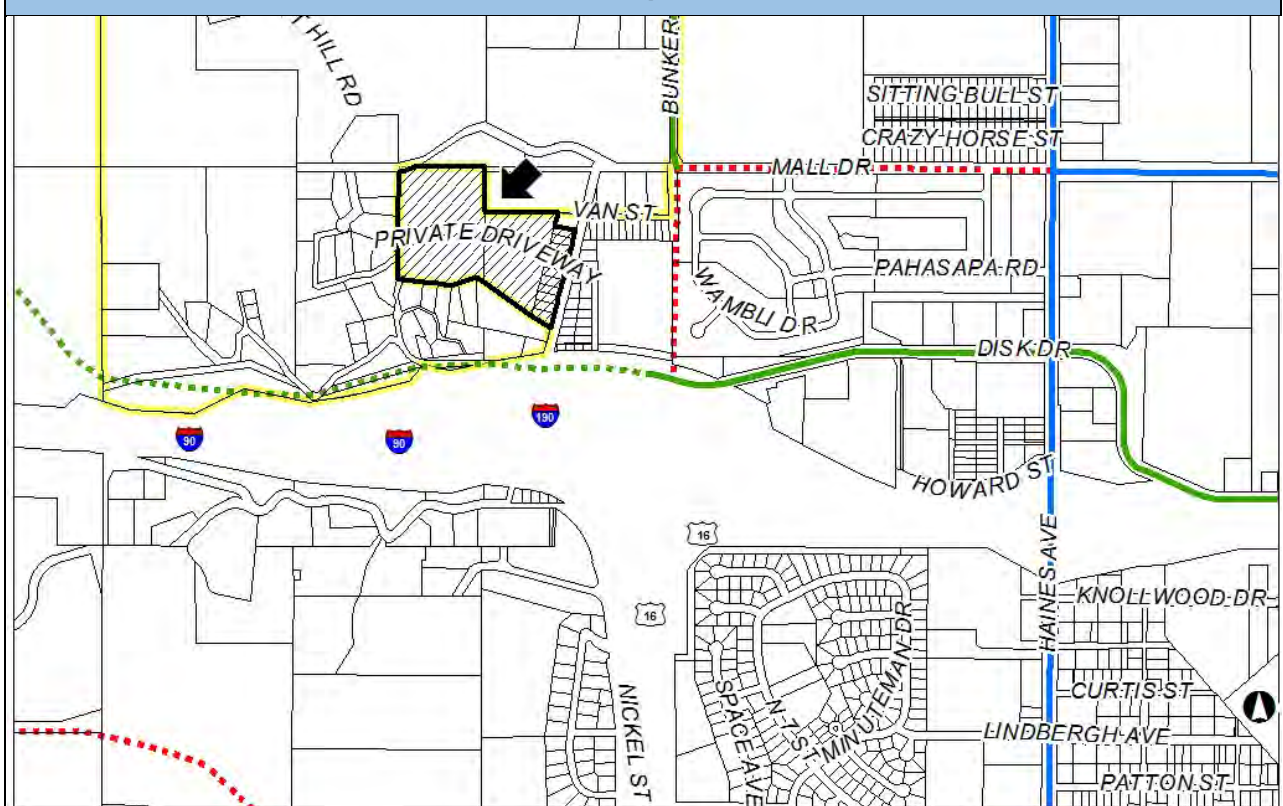 T HILL RD
BUNKER
SITTING BULL ST
CRAZY HORSE ST
MALL DR
VAN ST
PRIVATE DRIVEWAY
PAHASAPA RD
WAMBLI DR
DISK DR
190
90
90
HOWARD ST
16
HAINES AVE
KNOLLWOOD DR
16
MINUTEMAN DR
NICKEL ST
SPACE AVE
N 7 ST
CURTIS ST
LINDBERGH AVE
PATTON ST